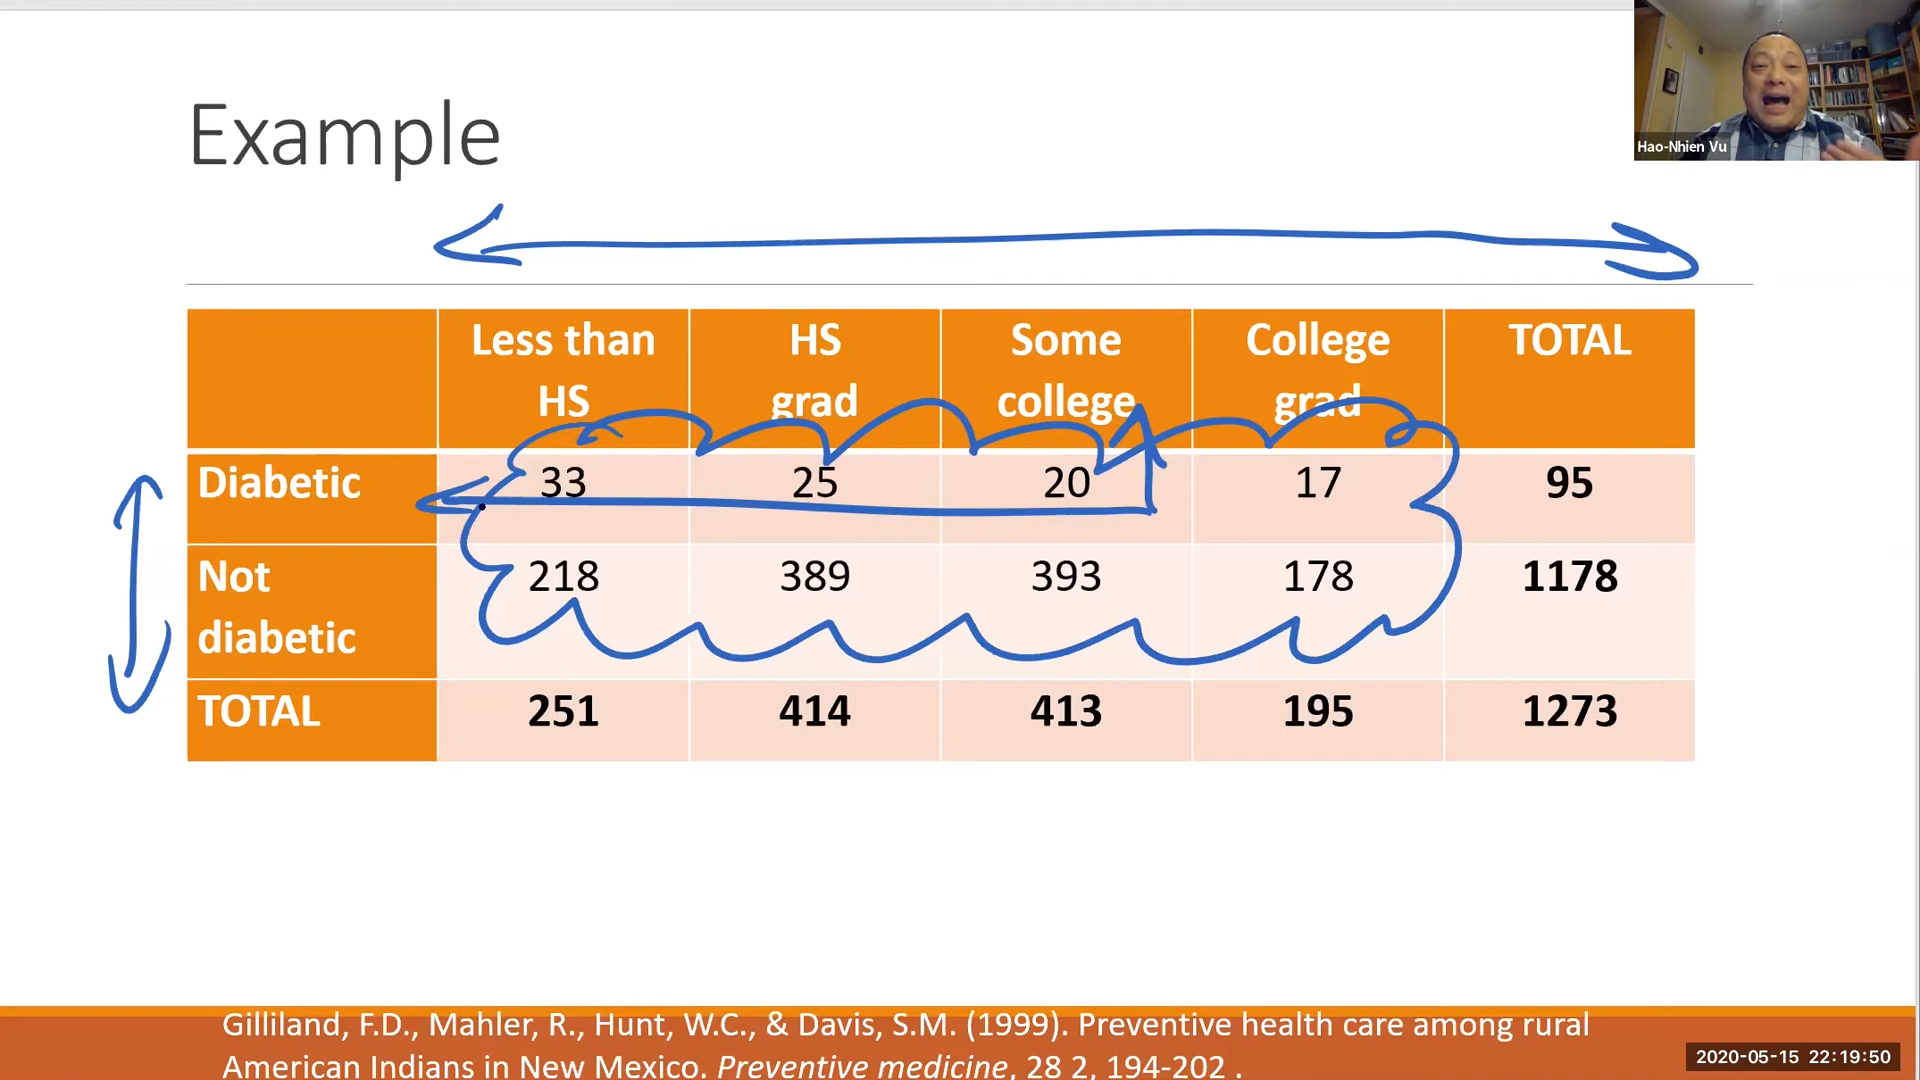 Example
Hao-Nhien Vu
Less than HS	HS grad	Some college	College grad	TOTAL
Diabetic	33	25	20	17	95
Not diabetic	218	389	393	178	1178
TOTAL	251	414	413	195	1273
Gilliland, F.D., Mahler, R., Hunt, W.C., & Davis, S.M. (1999). Preventive health care among rural
American Indians in New Mexico. Preventive medicine, 28 2, 194-202 .
2020-05-15 22:19:50